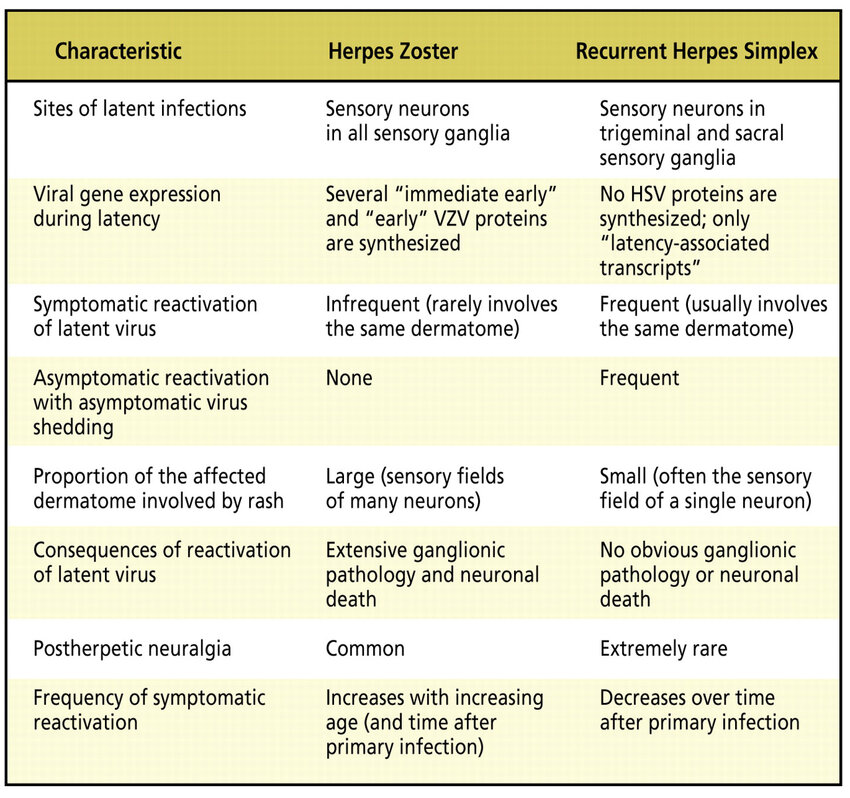 Characteristic Herpes Zoster Recurrent Herpes Simplex
Sites of latent infections Sensory neurons Sensory neurons in
in all sensory ganglia trigeminal and sacral
sensory ganglia
Viral gene expression Several “immediate early” No HSV proteins are
during latency and “early” VZV proteins synthesized; only
are synthesized “latency-associated
transcripts”
Symptomatic reactivation Infrequent (rarely involves Frequent (usually involves
of latent virus the same dermatome) the same dermatome)
Asymptomatic reactivation None Frequent
with asymptomatic virus
shedding
Proportion of the affected Large (sensory fields Small (often the sensory
dermatome involved by rash of many neurons) field of a single neuron)
Consequences of reactivation Extensive ganglionic No obvious ganglionic
of latent virus pathology and neuronal pathology or neuronal
death death
Postherpetic neuralgia Common Extremely rare
Frequency of symptomatic Increases with increasing Decreases over time
reactivation age (and time after after primary infection
primary infection)